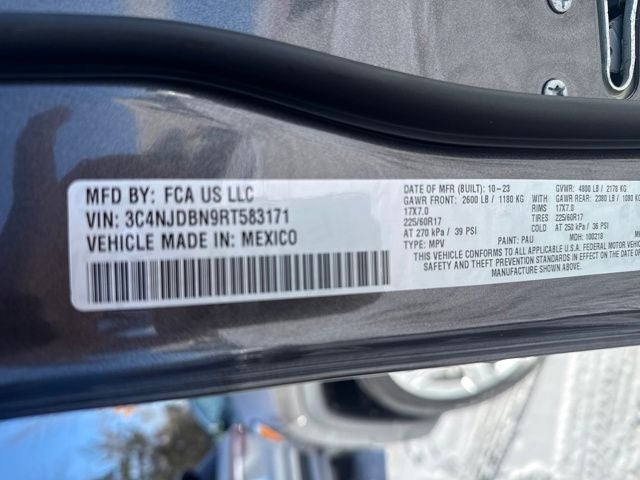 MFD BY: FCA US LLC
VIN: 3C4NJDBN9RT583171
VEHICLE MADE IN: MEXICO
DATE OF MFR (BUILT): 10-23
GAWR FRONT: 2600 LB / 1180 KG
RIMS
17X7.0
TIRES
225/60R17
AT 270 kPa / 39 PSI
TYPE: MPV
PAINT: PAU
GVWR: 4800 LB / 2178 KG
GAWR REAR: 2380 LB / 1080 KG
RIMS
17X7.0
TIRES
225/60R17
AT 250 kPa / 36 PSI
MDH: 100218
THIS VEHICLE CONFORMS TO ALL APPLICABLE U.S.A. FEDERAL MOTOR VEHICLE
SAFETY AND THEFT PREVENTION STANDARDS IN EFFECT ON THE DATE OF
MANUFACTURE SHOWN ABOVE.